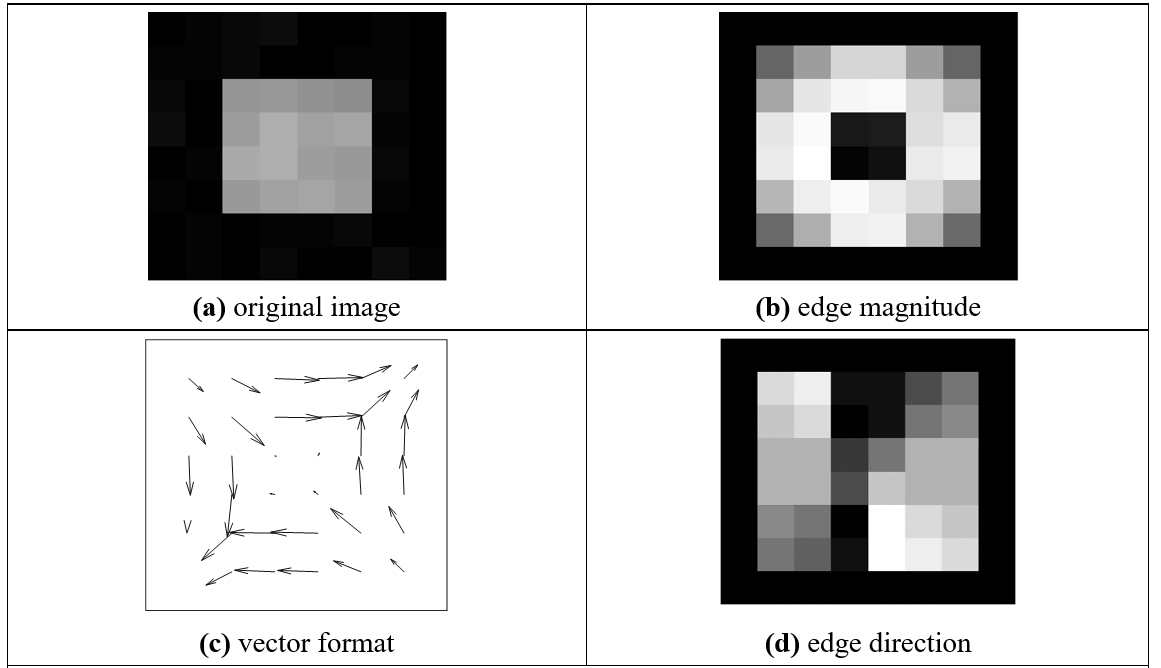 (a) original image
(b) edge magnitude
(c) vector format
(d) edge direction